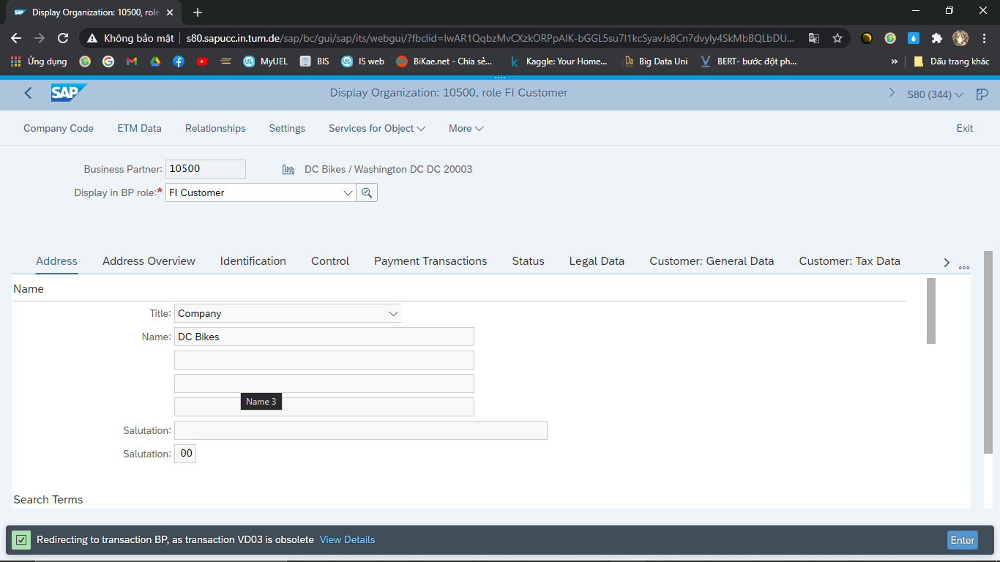 SAP Display Organization: 10500, role
Không bảo mật s80.sapucc.in.tum.de/sap/bc/gui/sap/its/webgui/?fbclid=IwAR1QqbzMvCXzkORPpAIK-bGGL5su7I1kcSyavJs8Cn7dvyly4SkMbBQLbDU...
Ứng dụng MyUEL BIS IS web BiKae.net - Chia sẻ... Kaggle: Your Home... Da Big Data Uni BERT- bước đột ph... » Dấu trang khác
SAP Display Organization: 10500, role FI Customer S80 (344)
Company Code ETM Data Relationships Settings Services for Object More Exit
Business Partner: 10500 DC Bikes / Washington DC DC 20003
Display in BP role:* FI Customer
Address Address Overview Identification Control Payment Transactions Status Legal Data Customer: General Data Customer: Tax Data
Name
Title: Company
Name: DC Bikes
Name 3
Salutation:
Salutation: 00
Search Terms
Redirecting to transaction BP, as transaction VD03 is obsolete View Details Enter